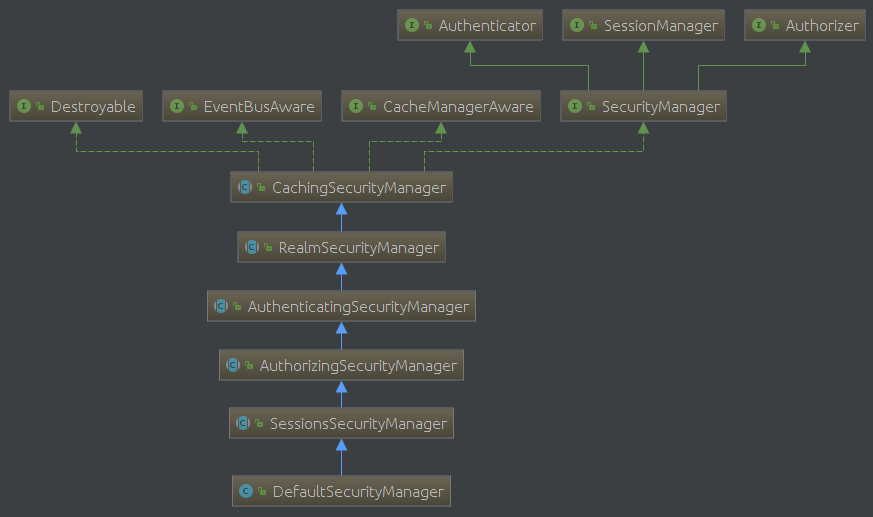 Authenticator
SessionManager
Authorizer
Destroyable
EventBusAware
CacheManagerAware
SecurityManager
CachingSecurityManager
RealmSecurityManager
AuthenticatingSecurityManager
AuthorizingSecurityManager
SessionsSecurityManager
DefaultSecurityManager